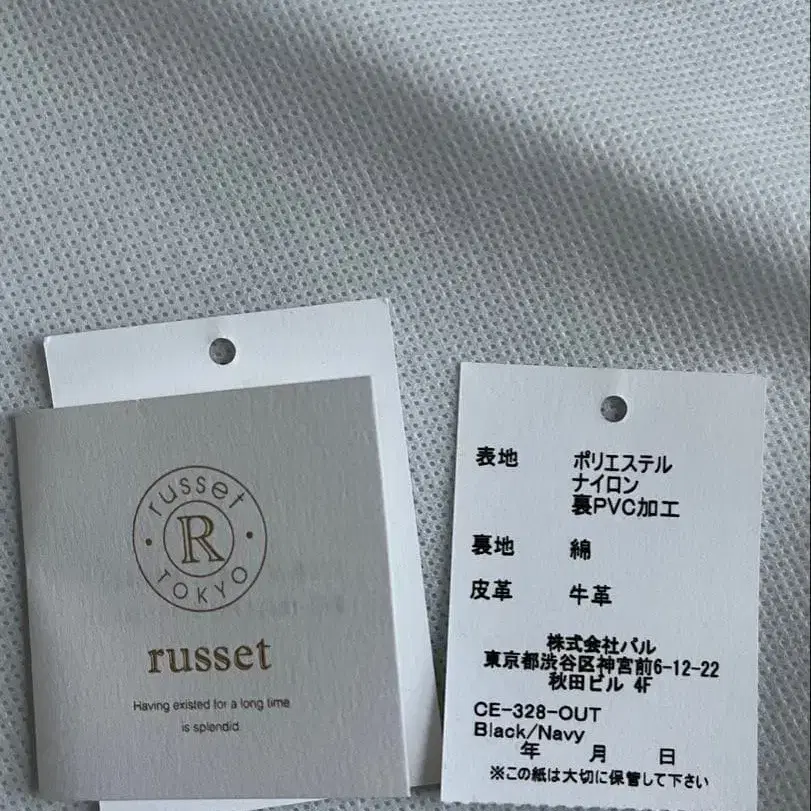 russet
R
TOKYO
russet
Having existed for a long time
is splendid.
表地 ポリエステル
ナイロン
裏PVC加工
裏地 綿
皮革 牛革
株式会社パル
東京都渋谷区神宮前6-12-22
秋田ビル 4F
CE-328-OUT
Black/Navy
年 月 日
※この紙は大切に保管して下さい